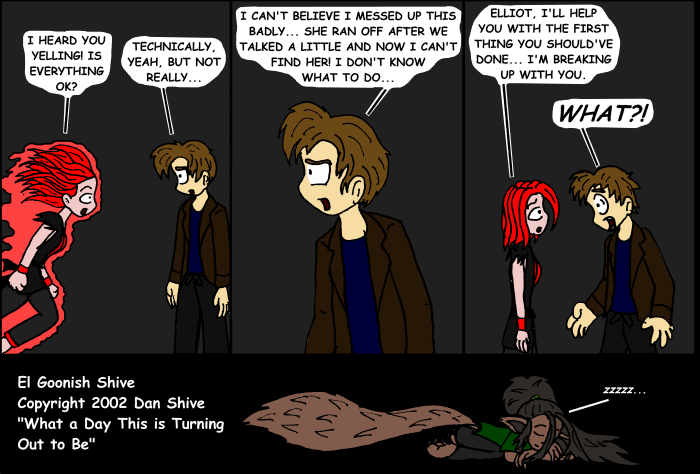 I HEARD YOU
YELLING! IS
EVERYTHING
OK?
TECHNICALLY,
YEAH, BUT NOT
REALLY...
I CAN'T BELIEVE I MESSED UP THIS
BADLY... SHE RAN OFF AFTER WE
TALKED A LITTLE AND NOW I CAN'T
FIND HER! I DON'T KNOW
WHAT TO DO...
ELLIOT, I'LL HELP
YOU WITH THE FIRST
THING YOU SHOULD'VE
DONE... I'M BREAKING
UP WITH YOU.
WHAT?!
El Goonish Shive
Copyright 2002 Dan Shive
"What a Day This is Turning
Out to Be"
zzzzz...